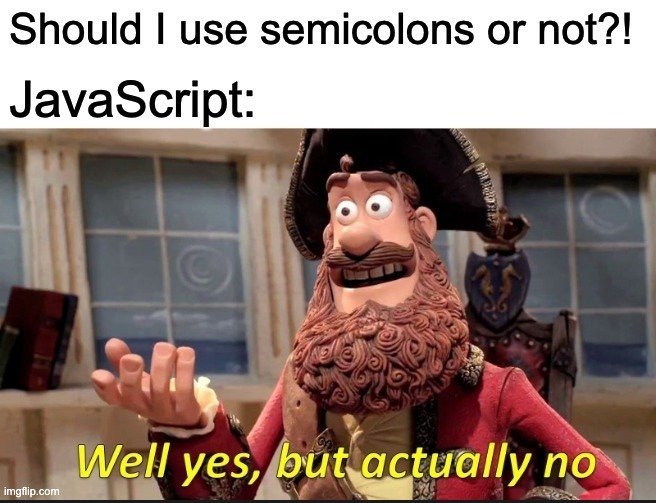 Should I use semicolons or not?!
JavaScript:
Well yes, but actually no
imgflip.com